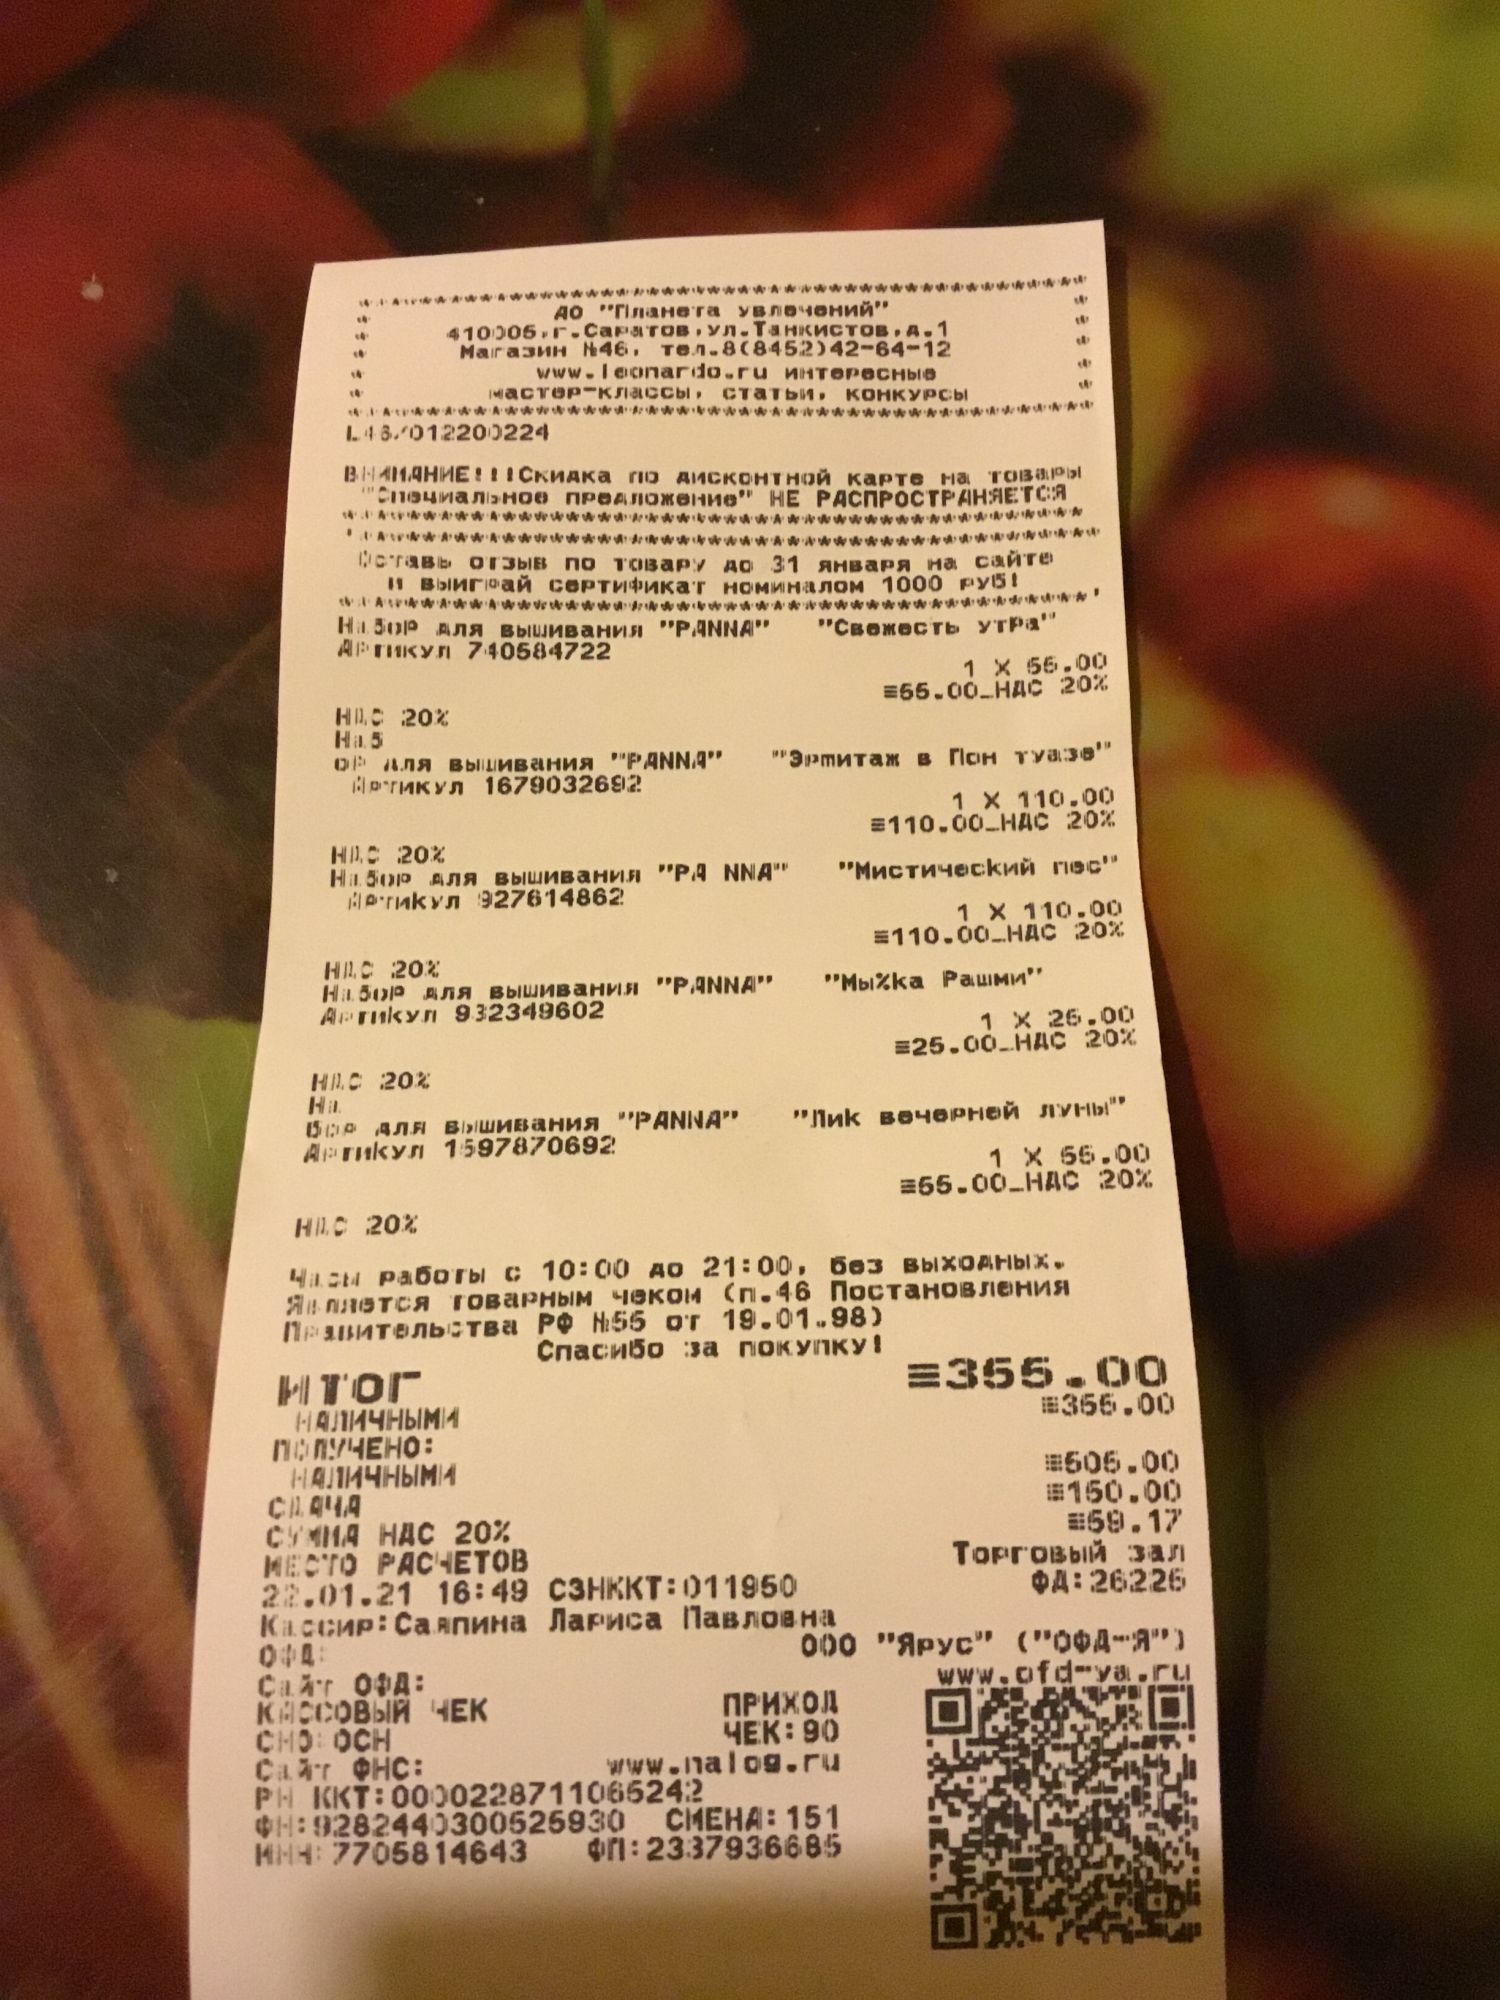 ****************************************************
* АО "Планета увлечений" *
* 410005,г.Саратов,ул.Танкистов,д.1 *
* Магазин №46, тел.8(8452)42-64-12 *
* www.leonardo.ru интересные *
* мастер-классы, статьи, конкурсы *
****************************************************
L46/012200224
ВНИМАНИЕ!!!Скидка по дисконтной карте на товары
"Специальное предложение" НЕ РАСПРОСТРАНЯЕТСЯ
****************************************************
****************************************************
Оставь отзыв по товару до 31 января на сайте
и выиграй сертификат номиналом 1000 руб!
****************************************************
Набор для вышивания "PANNA" "Свежесть утра"
Артикул 740584722
1 X 55.00
≡55.00_НДС 20%
НДС 20%
Наб
ор для вышивания "PANNA" "Эрмитаж в Пон туазе"
Артикул 1679032692
1 X 110.00
≡110.00_НДС 20%
НДС 20%
Набор для вышивания "PA NNA" "Мистический пес"
Артикул 927614862
1 X 110.00
≡110.00_НДС 20%
НДС 20%
Набор для вышивания "PANNA" "Мы%ка Рашми"
Артикул 932349602
1 X 25.00
≡25.00_НДС 20%
НДС 20%
На
бор для вышивания "PANNA" "Лик вечерней луны"
Артикул 1597870692
1 X 55.00
≡55.00_НДС 20%
НДС 20%
Часы работы с 10:00 до 21:00, без выходных.
Является товарным чеком (п.46 Постановления
Правительства РФ №55 от 19.01.98)
Спасибо за покупку!
ИТОГ ≡355.00
НАЛИЧНЫМИ ≡355.00
ПОЛУЧЕНО:
НАЛИЧНЫМИ ≡505.00
СДАЧА ≡150.00
СУММА НДС 20% ≡59.17
МЕСТО РАСЧЕТОВ Торговый зал
22.01.21 16:49 СЗНККТ:011950 ФД:26225
Кассир:Саяпина Лариса Павловна
ОФД: ООО "Ярус" ("ОФД-Я")
Сайт ОФД: www.ofd-ya.ru
КАССОВЫЙ ЧЕК ПРИХОД
СНО:ОСН ЧЕК:90
Сайт ФНС: www.nalog.ru
РН ККТ:0000228711065242
ФН:9282440300525930 СМЕНА:151
ИНН:7705814643 ФП:2337936685